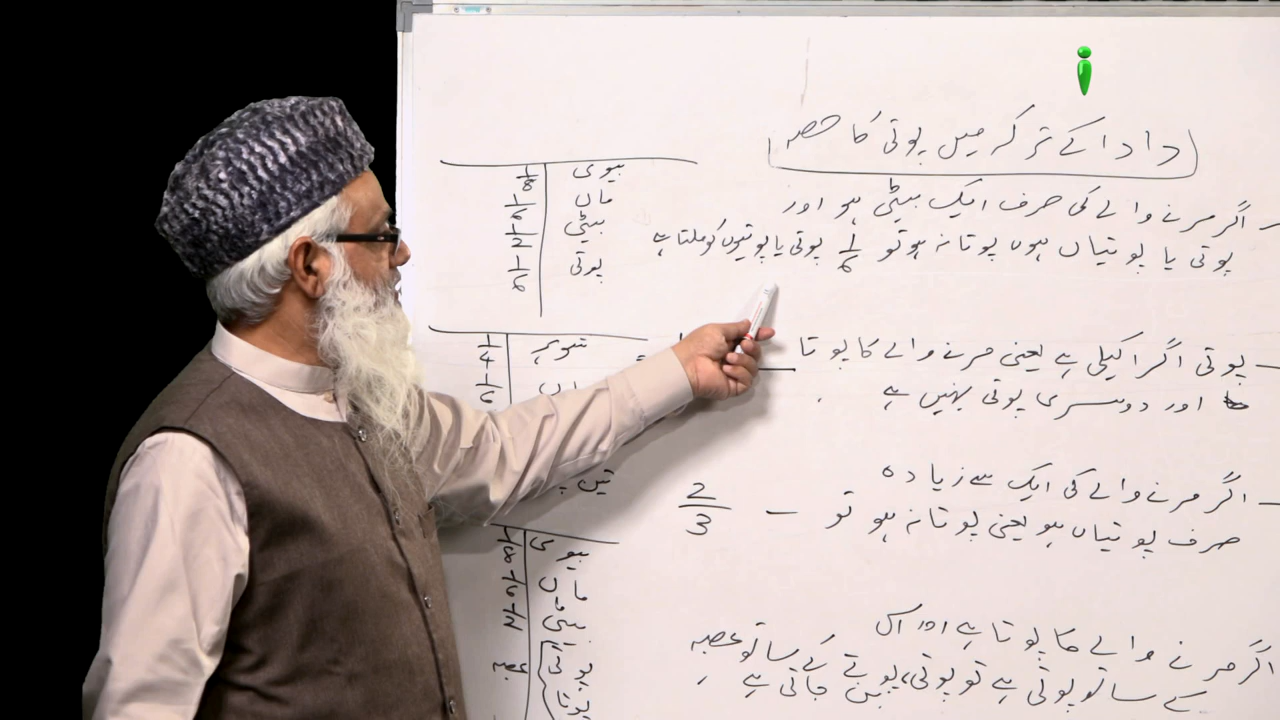 دادا کے ترکہ میں پوتی کا حصہ
- اگر مرنے والے کی صرف ایک بیٹی ہو اور
پوتی یا پوتیاں ہوں پوتا نہ ہو تو 1/6 پوتی یا پوتیوں کو ملتا ہے
- پوتی اگر اکیلی ہے یعنی مرنے والے کا پوتا
اور دوسری پوتی نہیں ہے
- اگر مرنے والے کی ایک سے زیادہ
صرف پوتیاں ہو یعنی پوتا نہ ہو تو - 2/3
اگر مرنے والے کا پوتا ہے اور اس
کے ساتھ پوتی ہے تو پوتی، پوتے کے ساتھ عصبہ
بن جاتی ہے
بیوی 1/8
ماں 1/6
بیٹی 1/2
پوتی 1/6
شوہر 1/4
ماں 1/6
تین
بیوی 1/8
ماں 1/6
بیٹی 1/2
پوتی عصبہ
پوتا